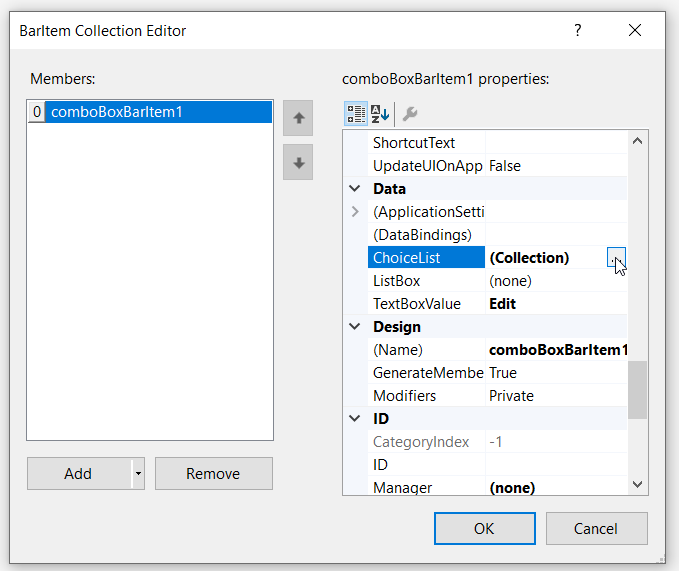 BarItem Collection Editor ?
Members:
0 comboBoxBarItem1
Add
Remove
comboBoxBarItem1 properties:
ShortcutText
UpdateUIOnApp False
Data
(ApplicationSetti
(DataBindings)
ChoiceList (Collection) ...
ListBox (none)
TextBoxValue Edit
Design
(Name) comboBoxBarItem1
GenerateMembe True
Modifiers Private
ID
CategoryIndex -1
ID
Manager (none)
OK
Cancel